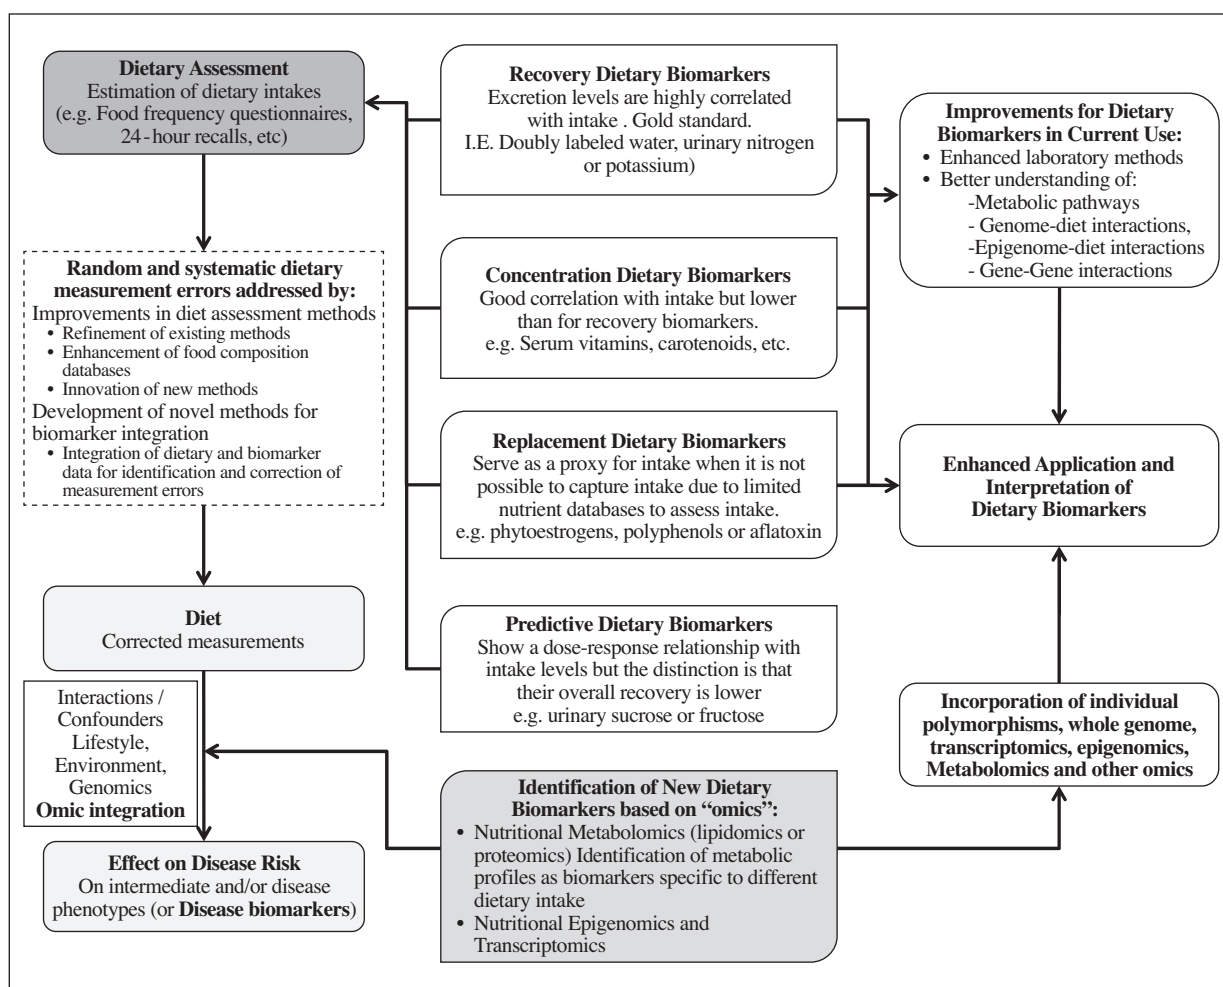 Dietary Assessment
Estimation of dietary intakes
(e.g. Food frequency questionnaires,
24-hour recalls, etc)
Random and systematic dietary
measurement errors addressed by:
Improvements in diet assessment methods
• Refinement of existing methods
• Enhancement of food composition
databases
• Innovation of new methods
Development of novel methods for
biomarker integration
• Integration of dietary and biomarker
data for identification and correction of
measurement errors
Diet
Corrected measurements
Interactions /
Confounders
Lifestyle,
Environment,
Genomics
Omic integration
Effect on Disease Risk
On intermediate and/or disease
phenotypes (or Disease biomarkers)
Recovery Dietary Biomarkers
Excretion levels are highly correlated
with intake . Gold standard.
I.E. Doubly labeled water, urinary nitrogen
or potassium)
Concentration Dietary Biomarkers
Good correlation with intake but lower
than for recovery biomarkers.
e.g. Serum vitamins, carotenoids, etc.
Replacement Dietary Biomarkers
Serve as a proxy for intake when it is not
possible to capture intake due to limited
nutrient databases to assess intake.
e.g. phytoestrogens, polyphenols or aflatoxin
Predictive Dietary Biomarkers
Show a dose-response relationship with
intake levels but the distinction is that
their overall recovery is lower
e.g. urinary sucrose or fructose
Identification of New Dietary
Biomarkers based on “omics”:
• Nutritional Metabolomics (lipidomics or
proteomics) Identification of metabolic
profiles as biomarkers specific to different
dietary intake
• Nutritional Epigenomics and
Transcriptomics
Improvements for Dietary
Biomarkers in Current Use:
• Enhanced laboratory methods
• Better understanding of:
-Metabolic pathways
- Genome-diet interactions,
-Epigenome-diet interactions
- Gene-Gene interactions
Enhanced Application and
Interpretation of
Dietary Biomarkers
Incorporation of individual
polymorphisms, whole genome,
transcriptomics, epigenomics,
Metabolomics and other omics